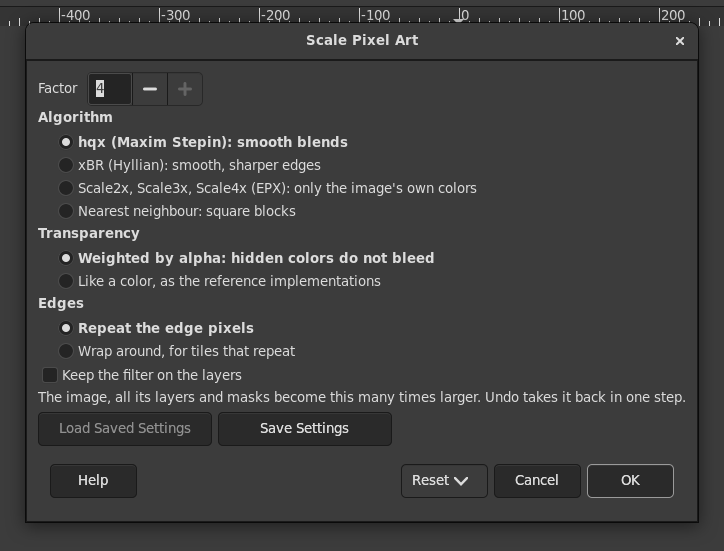 -400 -300 -200 -100 0 100 200
Scale Pixel Art
Factor 4
Algorithm
hqx (Maxim Stepin): smooth blends
xBR (Hyllian): smooth, sharper edges
Scale2x, Scale3x, Scale4x (EPX): only the image's own colors
Nearest neighbour: square blocks
Transparency
Weighted by alpha: hidden colors do not bleed
Like a color, as the reference implementations
Edges
Repeat the edge pixels
Wrap around, for tiles that repeat
Keep the filter on the layers
The image, all its layers and masks become this many times larger. Undo takes it back in one step.
Load Saved Settings Save Settings
Help Reset Cancel OK